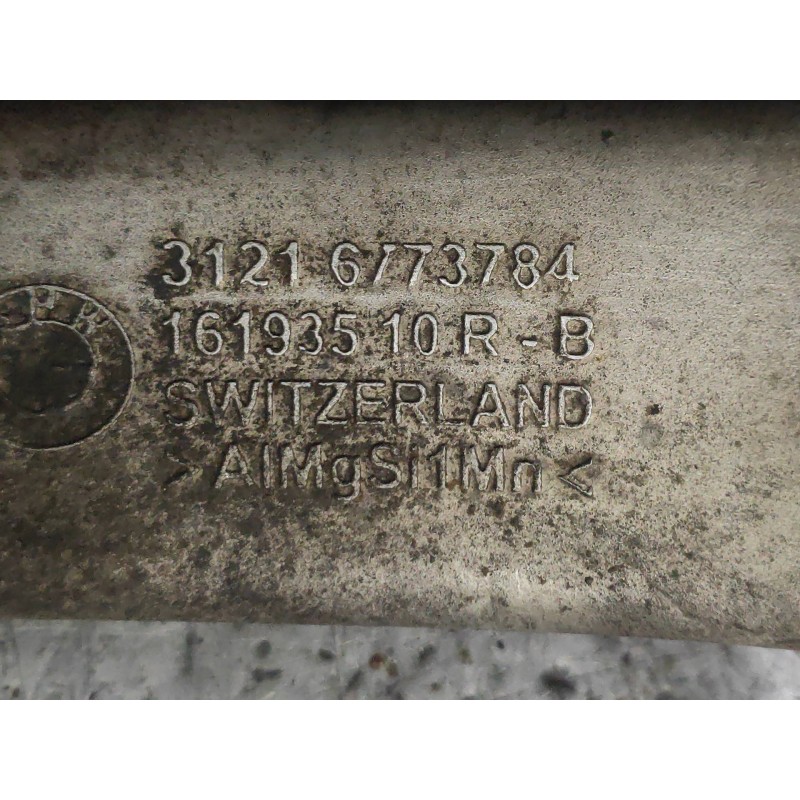 3121 6773784
161935 10 R - B
SWITZERLAND
>AlMgSi1Mn<